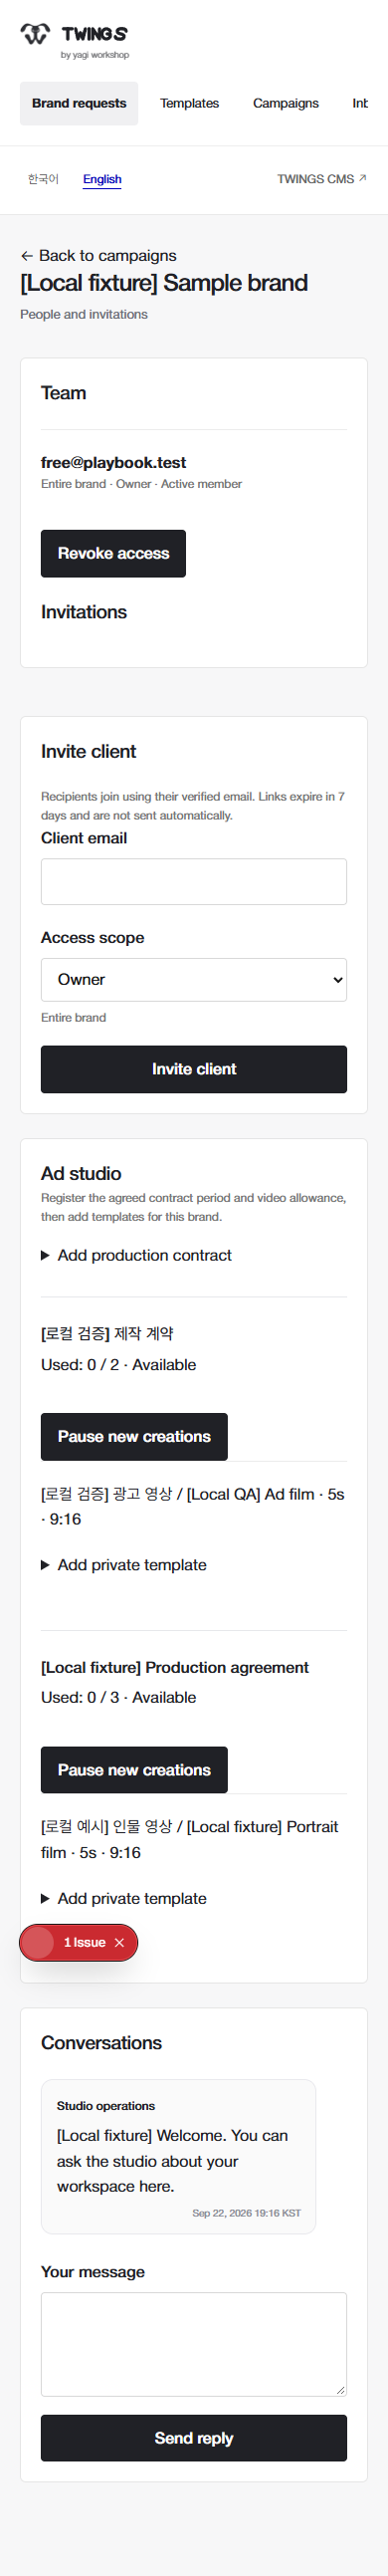 TWINGS
by yagi workshop
Brand requests
Templates
Campaigns
한국어
English
TWINGS CMS ↗
← Back to campaigns
[Local fixture] Sample brand
People and invitations
Team
free@playbook.test
Entire brand · Owner · Active member
Revoke access
Invitations
Invite client
Recipients join using their verified email. Links expire in 7
days and are not sent automatically.
Client email
Access scope
Owner
Entire brand
Invite client
Ad studio
Register the agreed contract period and video allowance,
then add templates for this brand.
▶ Add production contract
[로컬 검증] 제작 계약
Used: 0 / 2 · Available
Pause new creations
[로컬 검증] 광고 영상 / [Local QA] Ad film · 5s
· 9:16
▶ Add private template
[Local fixture] Production agreement
Used: 0 / 3 · Available
Pause new creations
[로컬 예시] 인물 영상 / [Local fixture] Portrait
film · 5s · 9:16
▶ Add private template
1 Issue ×
Conversations
Studio operations
[Local fixture] Welcome. You can
ask the studio about your
workspace here.
Sep 22, 2026 19:16 KST
Your message
Send reply